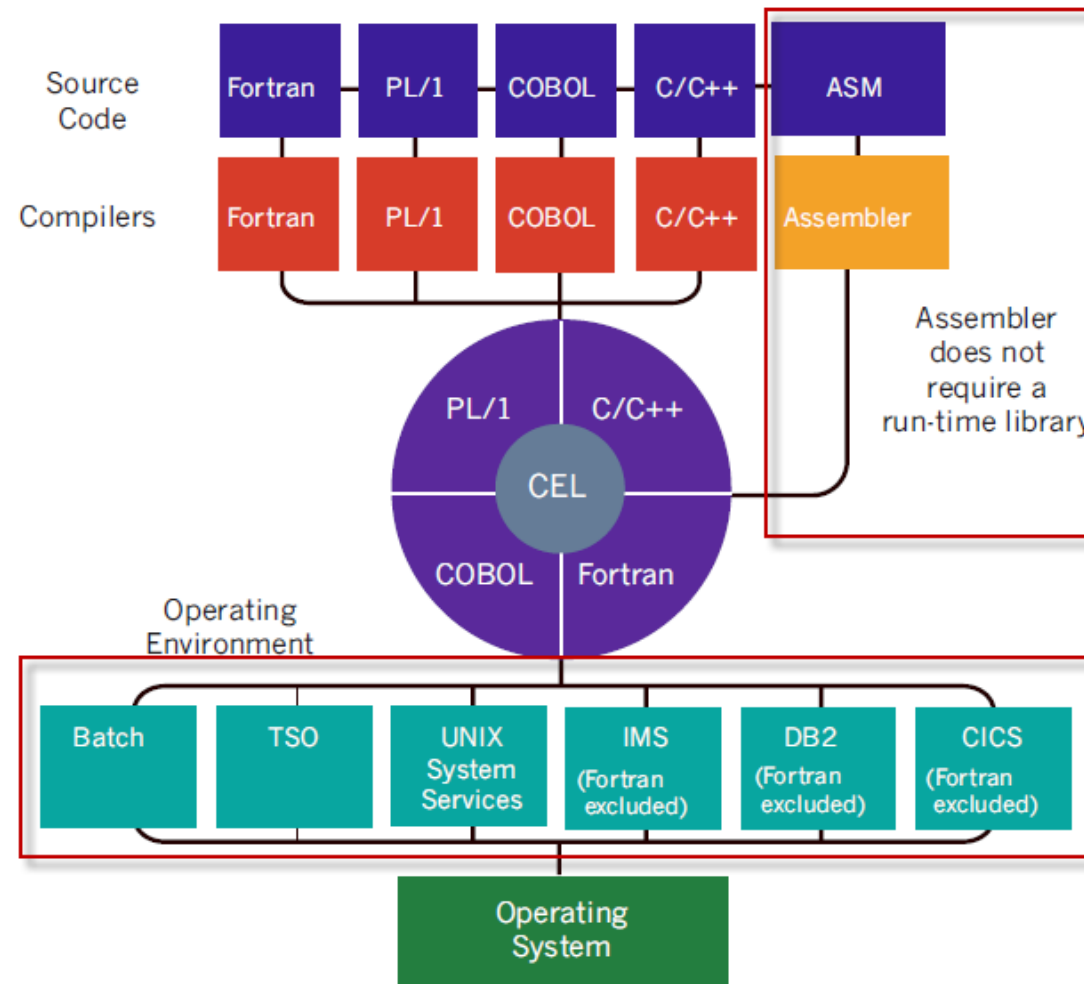 Source
Code
Fortran
PL/1
COBOL
C/C++
ASM
Compilers
Fortran
PL/1
COBOL
C/C++
Assembler
Assembler
does not
require a
run-time library
PL/1
C/C++
CEL
COBOL
Fortran
Operating
Environment
Batch
TSO
UNIX
System
Services
IMS
(Fortran
excluded)
DB2
(Fortran
excluded)
CICS
(Fortran
excluded)
Operating
System